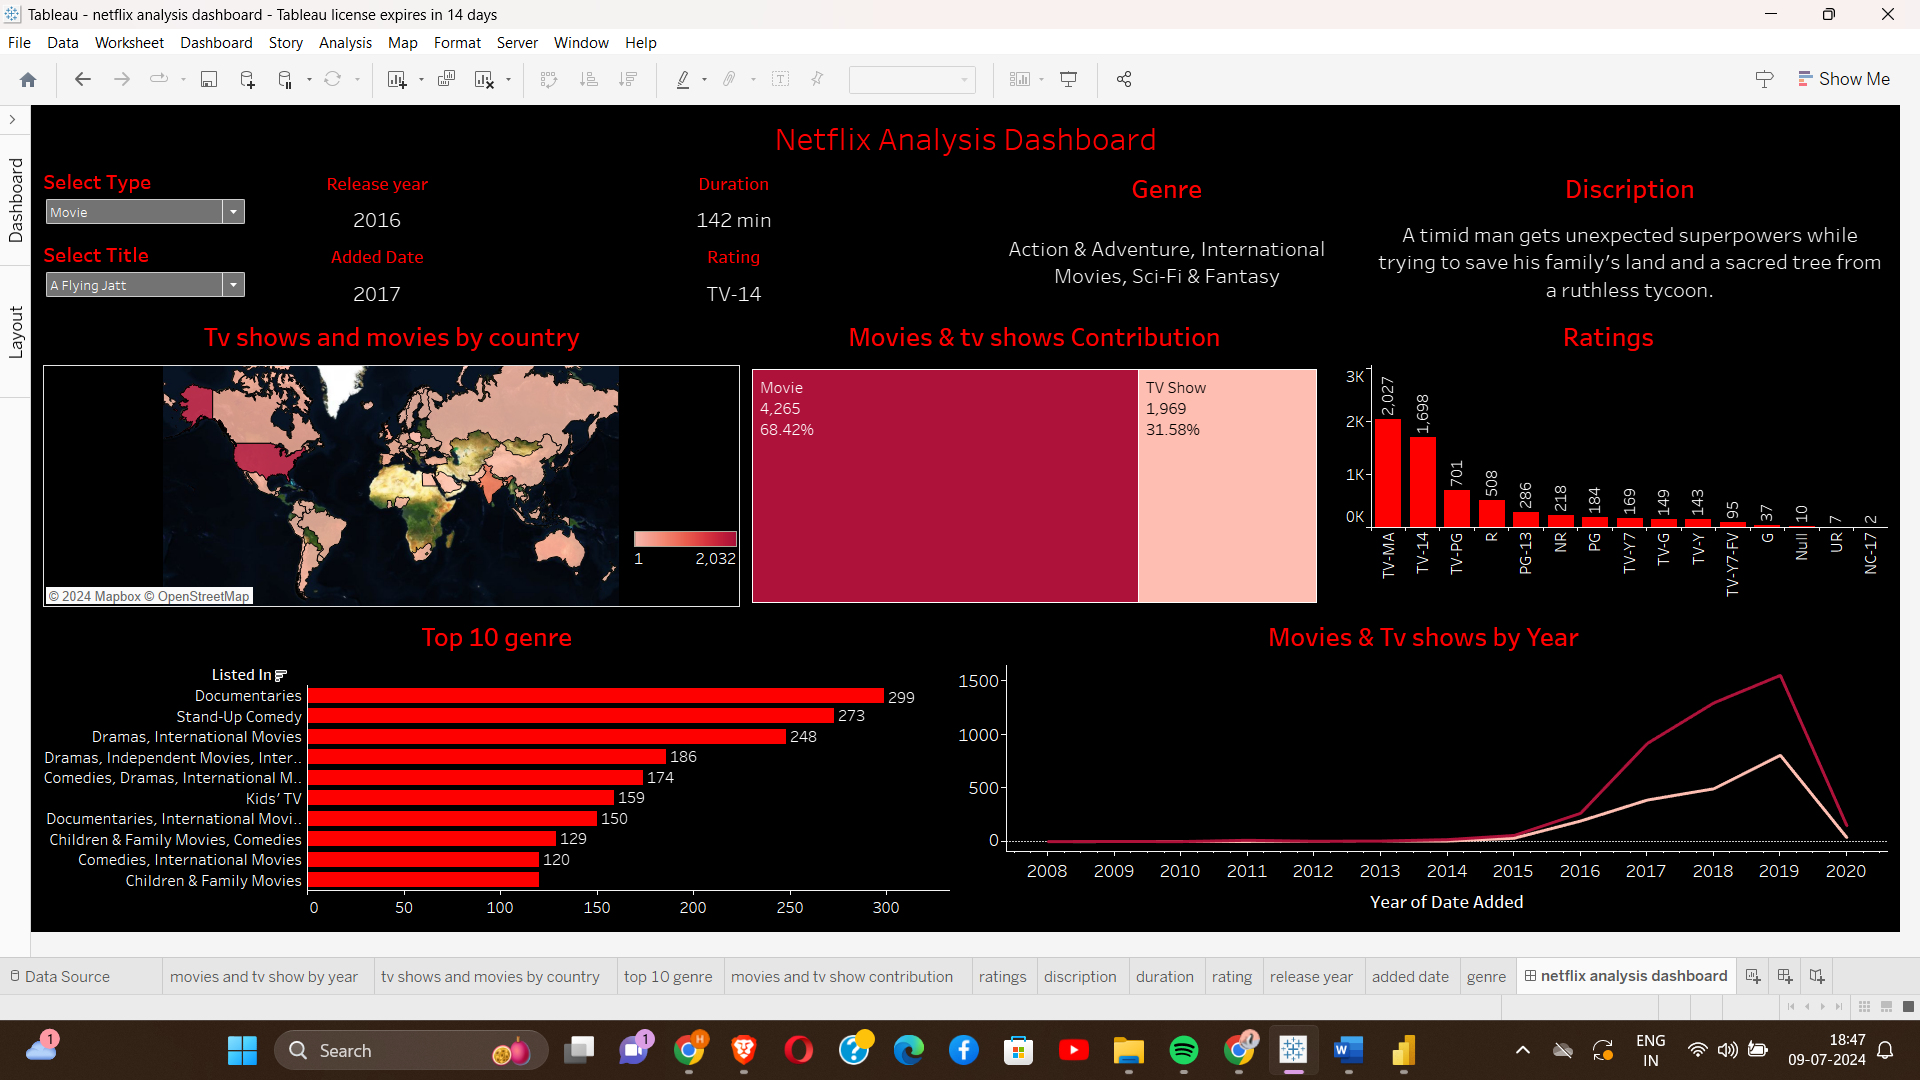 Tableau - netflix analysis dashboard - Tableau license expires in 14 days
File Data Worksheet Dashboard Story Analysis Map Format Server Window Help
Show Me
Dashboard
Layout
Netflix Analysis Dashboard
Select Type
Movie
Select Title
A Flying Jatt
Release year
2016
Added Date
2017
Duration
142 min
Rating
TV-14
Genre
Action & Adventure, International
Movies, Sci-Fi & Fantasy
Discription
A timid man gets unexpected superpowers while
trying to save his family’s land and a sacred tree from
a ruthless tycoon.
Tv shows and movies by country
1 2,032
© 2024 Mapbox © OpenStreetMap
Movies & tv shows Contribution
Movie
4,265
68.42%
TV Show
1,969
31.58%
Ratings
3K
2K
1K
0K
2,027 1,698 701 508 286 218 184 169 149 143 95 37 10 7 2
TV-MA TV-14 TV-PG R PG-13 NR PG TV-Y7 TV-G TV-Y TV-Y7-FV G Null UR NC-17
Top 10 genre
Listed In
Documentaries 299
Stand-Up Comedy 273
Dramas, International Movies 248
Dramas, Independent Movies, Inter.. 186
Comedies, Dramas, International M.. 174
Kids’ TV 159
Documentaries, International Movi.. 150
Children & Family Movies, Comedies 129
Comedies, International Movies 120
Children & Family Movies
0 50 100 150 200 250 300
Movies & Tv shows by Year
1500
1000
500
0
2008 2009 2010 2011 2012 2013 2014 2015 2016 2017 2018 2019 2020
Year of Date Added
Data Source movies and tv show by year tv shows and movies by country top 10 genre movies and tv show contribution ratings discription duration rating release year added date genre netflix analysis dashboard
1
Search
1
H
ENG
IN
18:47
09-07-2024